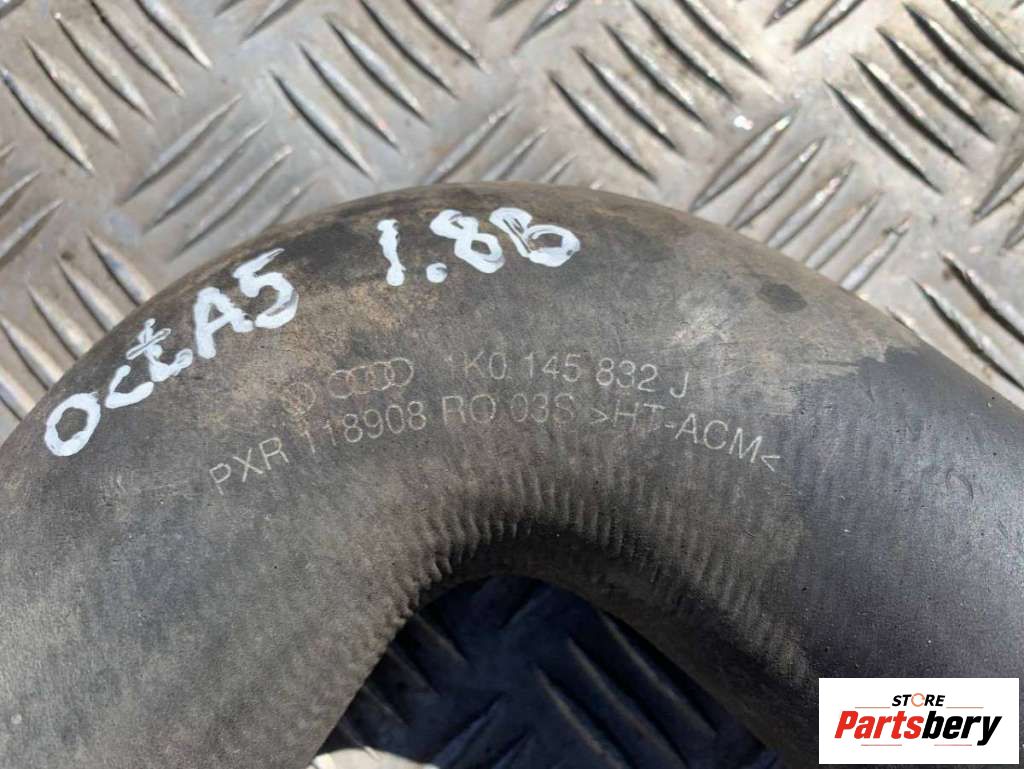 OctA5 1.8B
1K0 145 832 J
PXR 118908 RO 03S >HT-ACM<
STORE
Partsbery